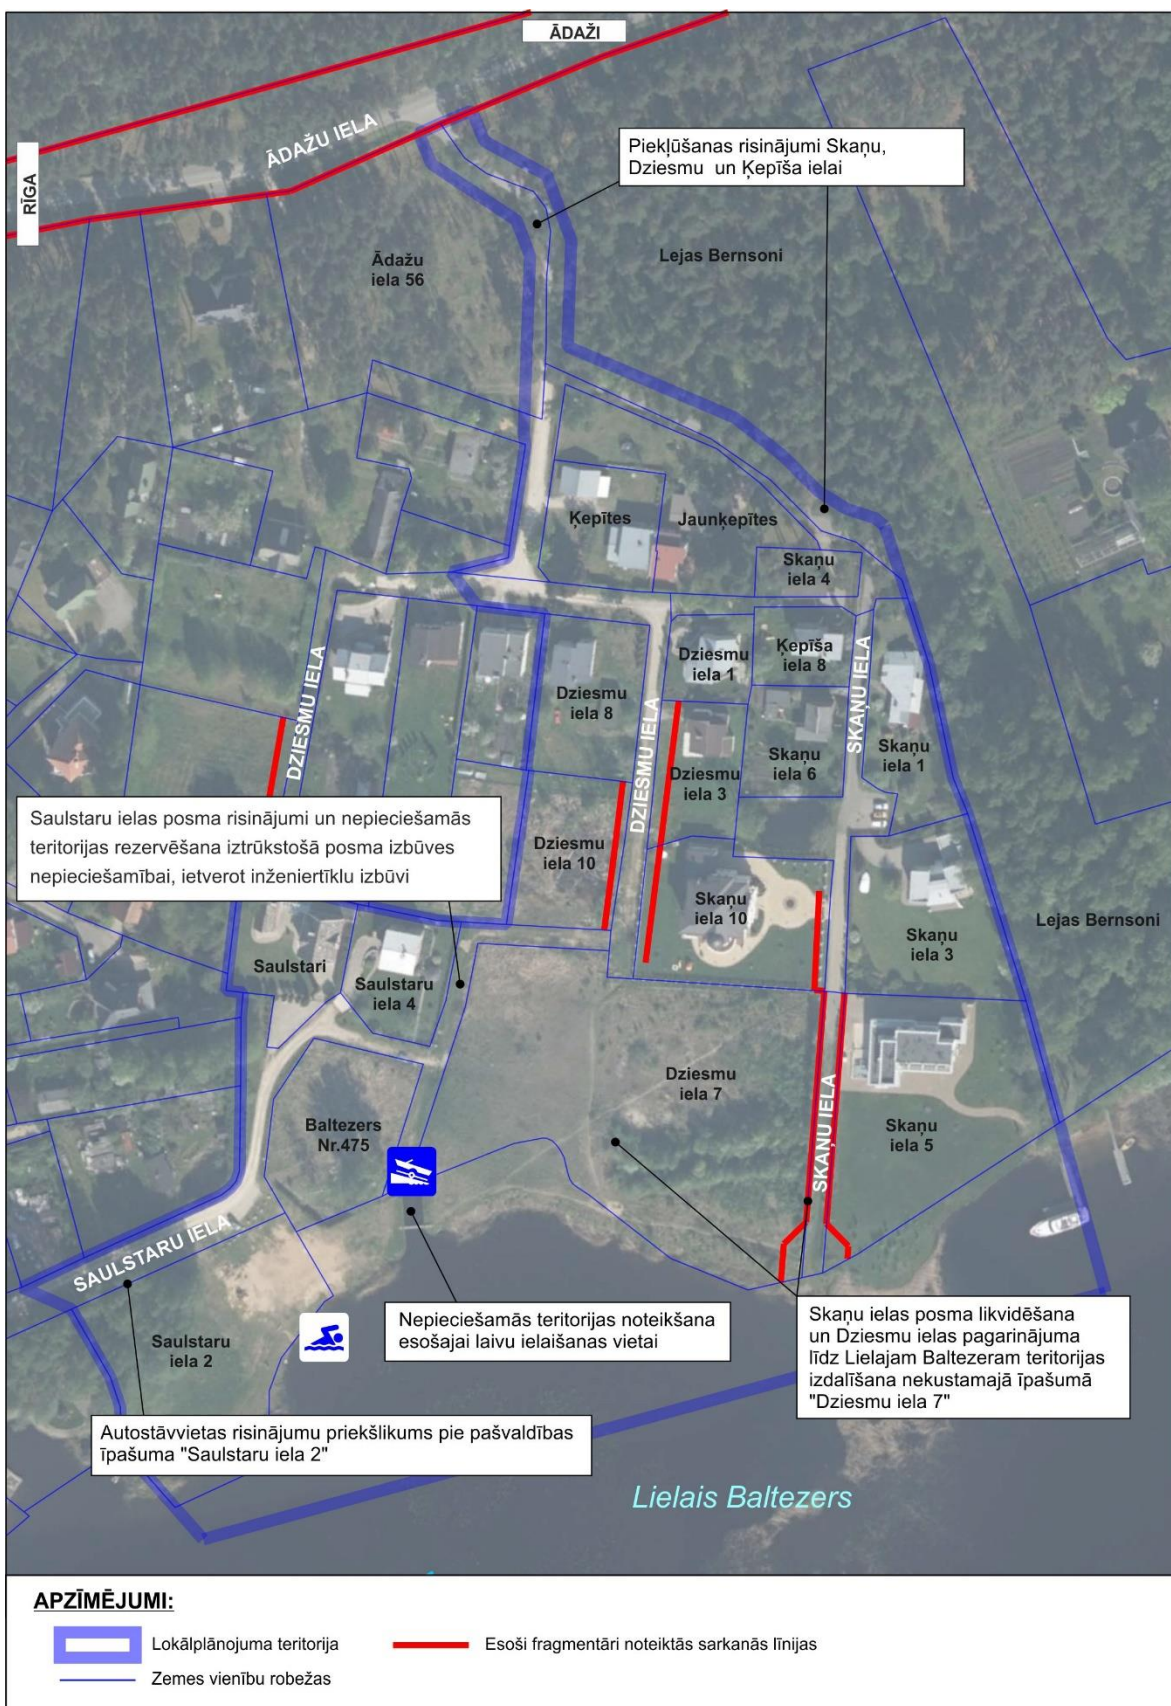 ĀDAŽI
ĀDAŽU IELA
RĪGA
Piekļūšanas risinājumi Skaņu,
Dziesmu un Ķepīša ielai
Ādažu
iela 56
Lejas Bernsoni
Ķepītes
Jaunķepītes
Skaņu
iela 4
Dziesmu
iela 1
Ķepīša
iela 8
SKAŅU IELA
DZIESMU IELA
Dziesmu
iela 8
DZIESMU IELA
Dziesmu
iela 3
Skaņu
iela 6
Skaņu
iela 1
Saulstaru ielas posma risinājumi un nepieciešamās
teritorijas rezervēšana iztrūkstošā posma izbūves
nepieciešamībai, ietverot inženiertīklu izbūvi
Dziesmu
iela 10
Skaņu
iela 10
Skaņu
iela 3
Lejas Bernsoni
Saulstari
Saulstaru
iela 4
Dziesmu
iela 7
SKAŅU IELA
Skaņu
iela 5
Baltezers
Nr.475
SAULSTARU IELA
Saulstaru
iela 2
Nepieciešamās teritorijas noteikšana
esošajai laivu ielaišanas vietai
Skaņu ielas posma likvidēšana
un Dziesmu ielas pagarinājuma
līdz Lielajam Baltezeram teritorijas
izdalīšana nekustamajā īpašumā
"Dziesmu iela 7"
Autostāvvietas risinājumu priekšlikums pie pašvaldības
īpašuma "Saulstaru iela 2"
Lielais Baltezers
APZĪMĒJUMI:
Lokālplānojuma teritorija
Esoši fragmentāri noteiktās sarkanās līnijas
Zemes vienību robežas